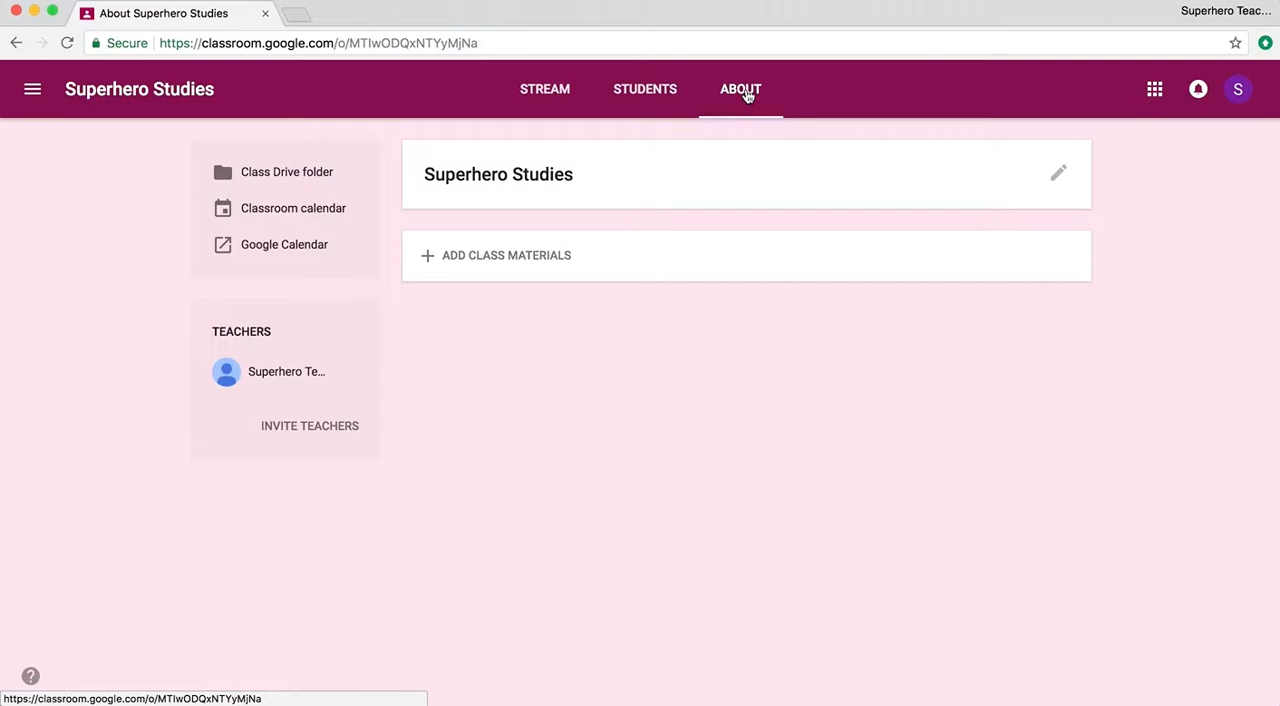 About Superhero Studies
Superhero Teac...
Secure https://classroom.google.com/o/MTIwODQxNTYyMjNa
Superhero Studies
STREAM
STUDENTS
ABOUT
S
Class Drive folder
Classroom calendar
Google Calendar
TEACHERS
Superhero Te...
INVITE TEACHERS
Superhero Studies
ADD CLASS MATERIALS
https://classroom.google.com/o/MTIwODQxNTYyMjNa